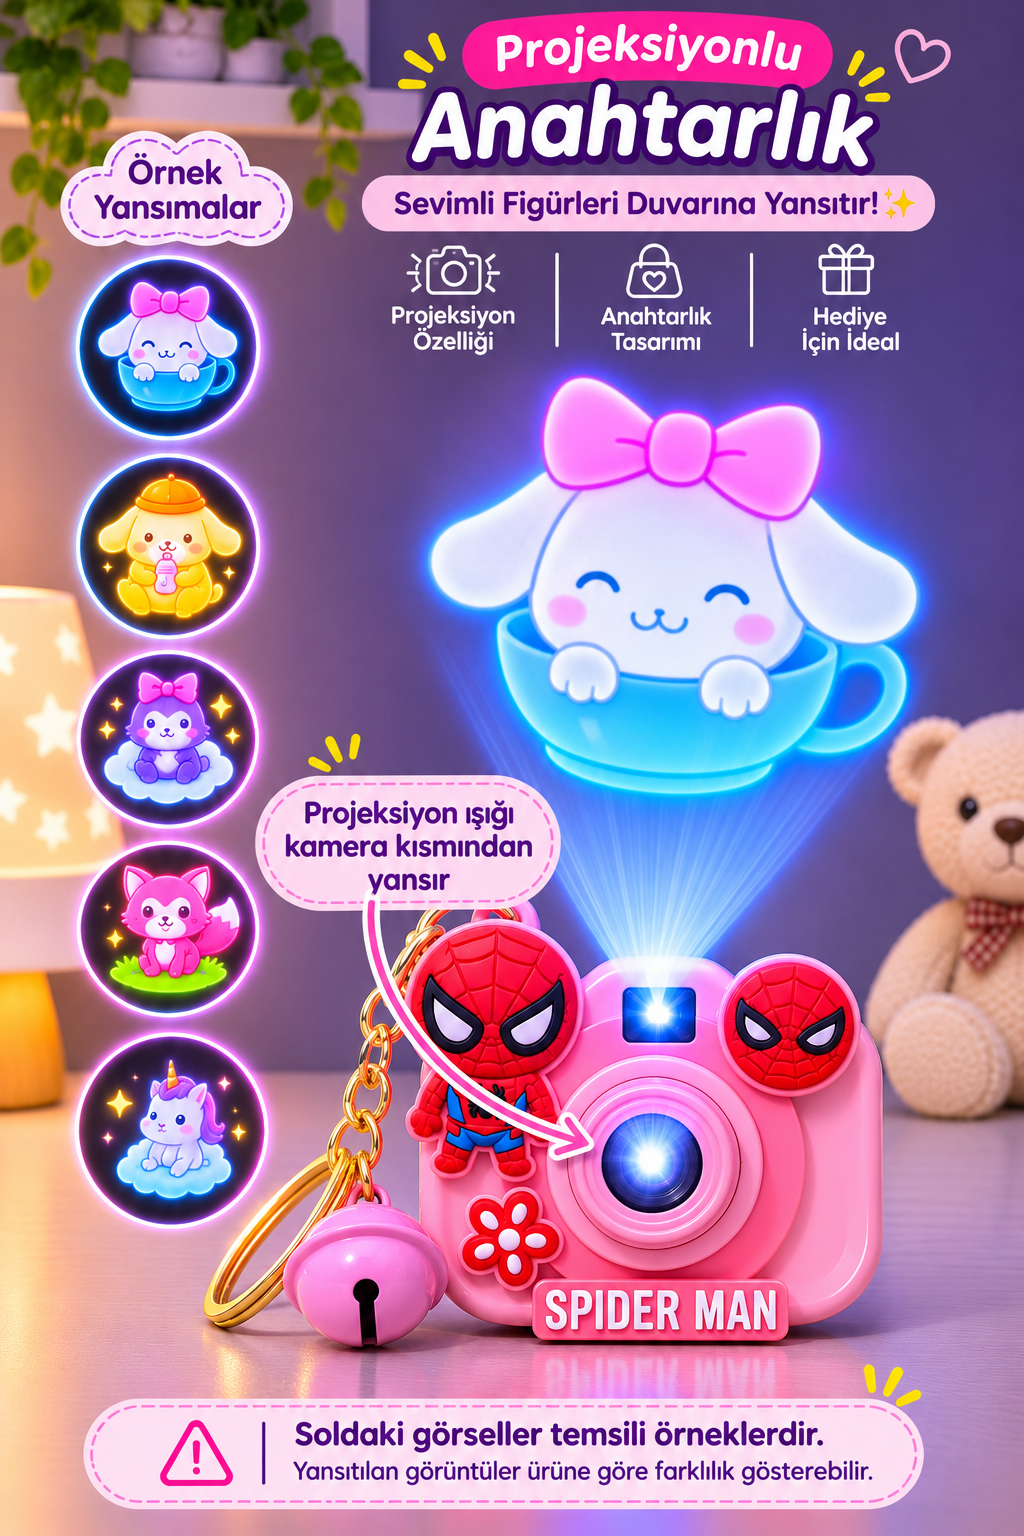 Projeksiyonlu
Anahtarlık
Sevimli Figürleri Duvarına Yansıtır!
Örnek
Yansımalar
Projeksiyon
Özelliği
Anahtarlık
Tasarımı
Hediye
İçin İdeal
Projeksiyon ışığı
kamera kısmından
yansır
SPIDER MAN
Soldaki görseller temsili örneklerdir.
Yansıtılan görüntüler ürüne göre farklılık gösterebilir.